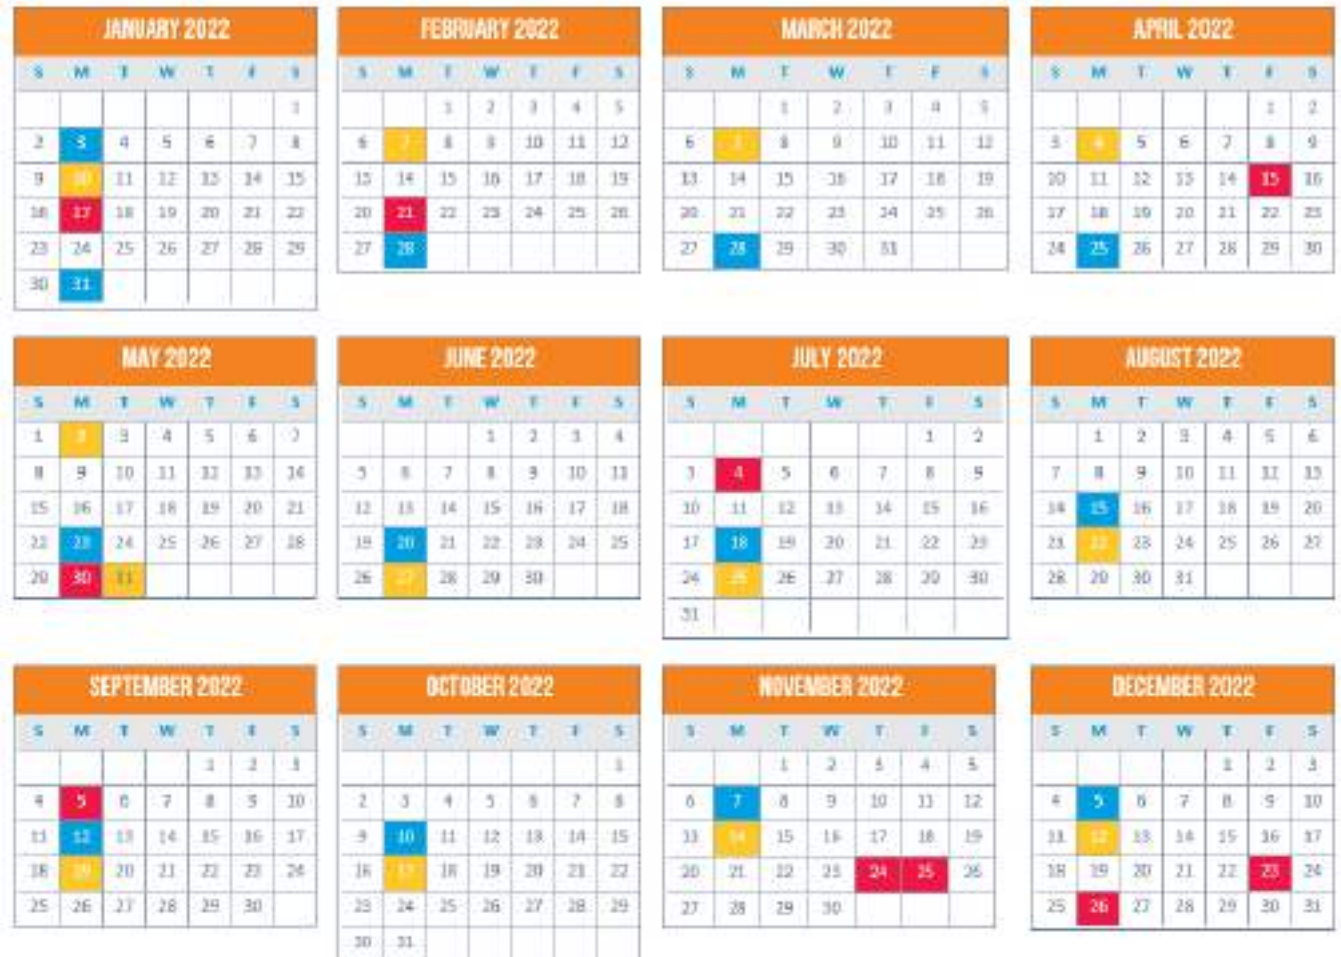 JANUARY 2022
S M T W T F S
1
2 3 4 5 6 7 8
9 10 11 12 13 14 15
16 17 18 19 20 21 22
23 24 25 26 27 28 29
30 31
FEBRUARY 2022
S M T W T F S
1 2 3 4 5
6 7 8 9 10 11 12
13 14 15 16 17 18 19
20 21 22 23 24 25 26
27 28
MARCH 2022
S M T W T F S
1 2 3 4 5
6 7 8 9 10 11 12
13 14 15 16 17 18 19
20 21 22 23 24 25 26
27 28 29 30 31
APRIL 2022
S M T W T F S
1 2
3 4 5 6 7 8 9
10 11 12 13 14 15 16
17 18 19 20 21 22 23
24 25 26 27 28 29 30
MAY 2022
S M T W T F S
1 2 3 4 5 6 7
8 9 10 11 12 13 14
15 16 17 18 19 20 21
22 23 24 25 26 27 28
29 30 31
JUNE 2022
S M T W T F S
1 2 3 4
5 6 7 8 9 10 11
12 13 14 15 16 17 18
19 20 21 22 23 24 25
26 27 28 29 30
JULY 2022
S M T W T F S
1 2
3 4 5 6 7 8 9
10 11 12 13 14 15 16
17 18 19 20 21 22 23
24 25 26 27 28 29 30
31
AUGUST 2022
S M T W T F S
1 2 3 4 5 6
7 8 9 10 11 12 13
14 15 16 17 18 19 20
21 22 23 24 25 26 27
28 29 30 31
SEPTEMBER 2022
S M T W T F S
1 2 3
4 5 6 7 8 9 10
11 12 13 14 15 16 17
18 19 20 21 22 23 24
25 26 27 28 29 30
OCTOBER 2022
S M T W T F S
1
2 3 4 5 6 7 8
9 10 11 12 13 14 15
16 17 18 19 20 21 22
23 24 25 26 27 28 29
30 31
NOVEMBER 2022
S M T W T F S
1 2 3 4 5
6 7 8 9 10 11 12
13 14 15 16 17 18 19
20 21 22 23 24 25 26
27 28 29 30
DECEMBER 2022
S M T W T F S
1 2 3
4 5 6 7 8 9 10
11 12 13 14 15 16 17
18 19 20 21 22 23 24
25 26 27 28 29 30 31